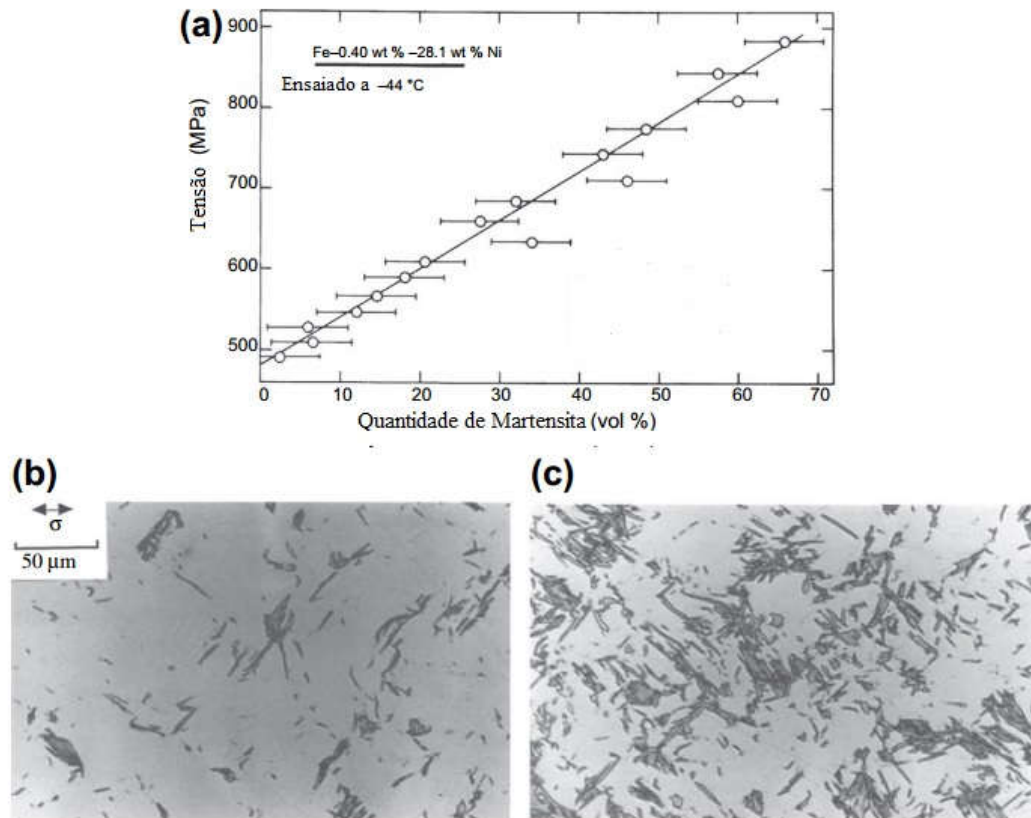 (a)
900
800
700
600
500
Tensão (MPa)
Fe–0.40 wt % –28.1 wt % Ni
Ensaiado a –44 °C
0 10 20 30 40 50 60 70
Quantidade de Martensita (vol %)
(b)
(c)
σ
50 µm